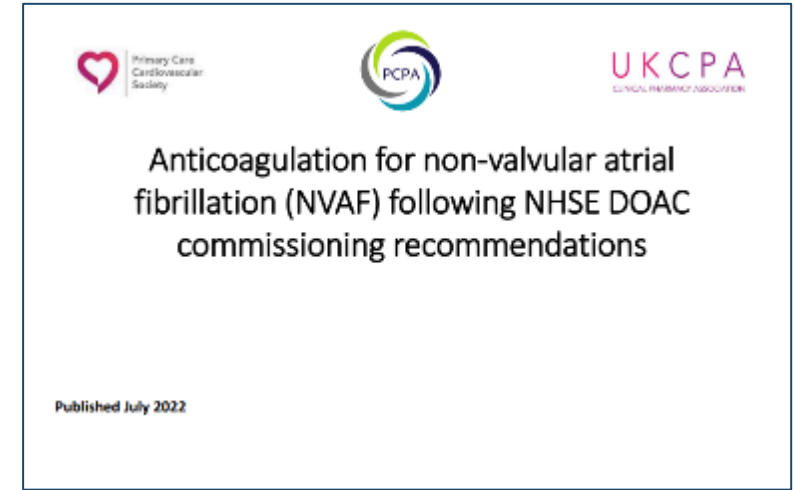 Primary Care
Cardiovascular
Society
PCPA
UKCPA
CLINICAL PHARMACY ASSOCIATION
Anticoagulation for non-valvular atrial
fibrillation (NVAF) following NHSE DOAC
commissioning recommendations
Published July 2022